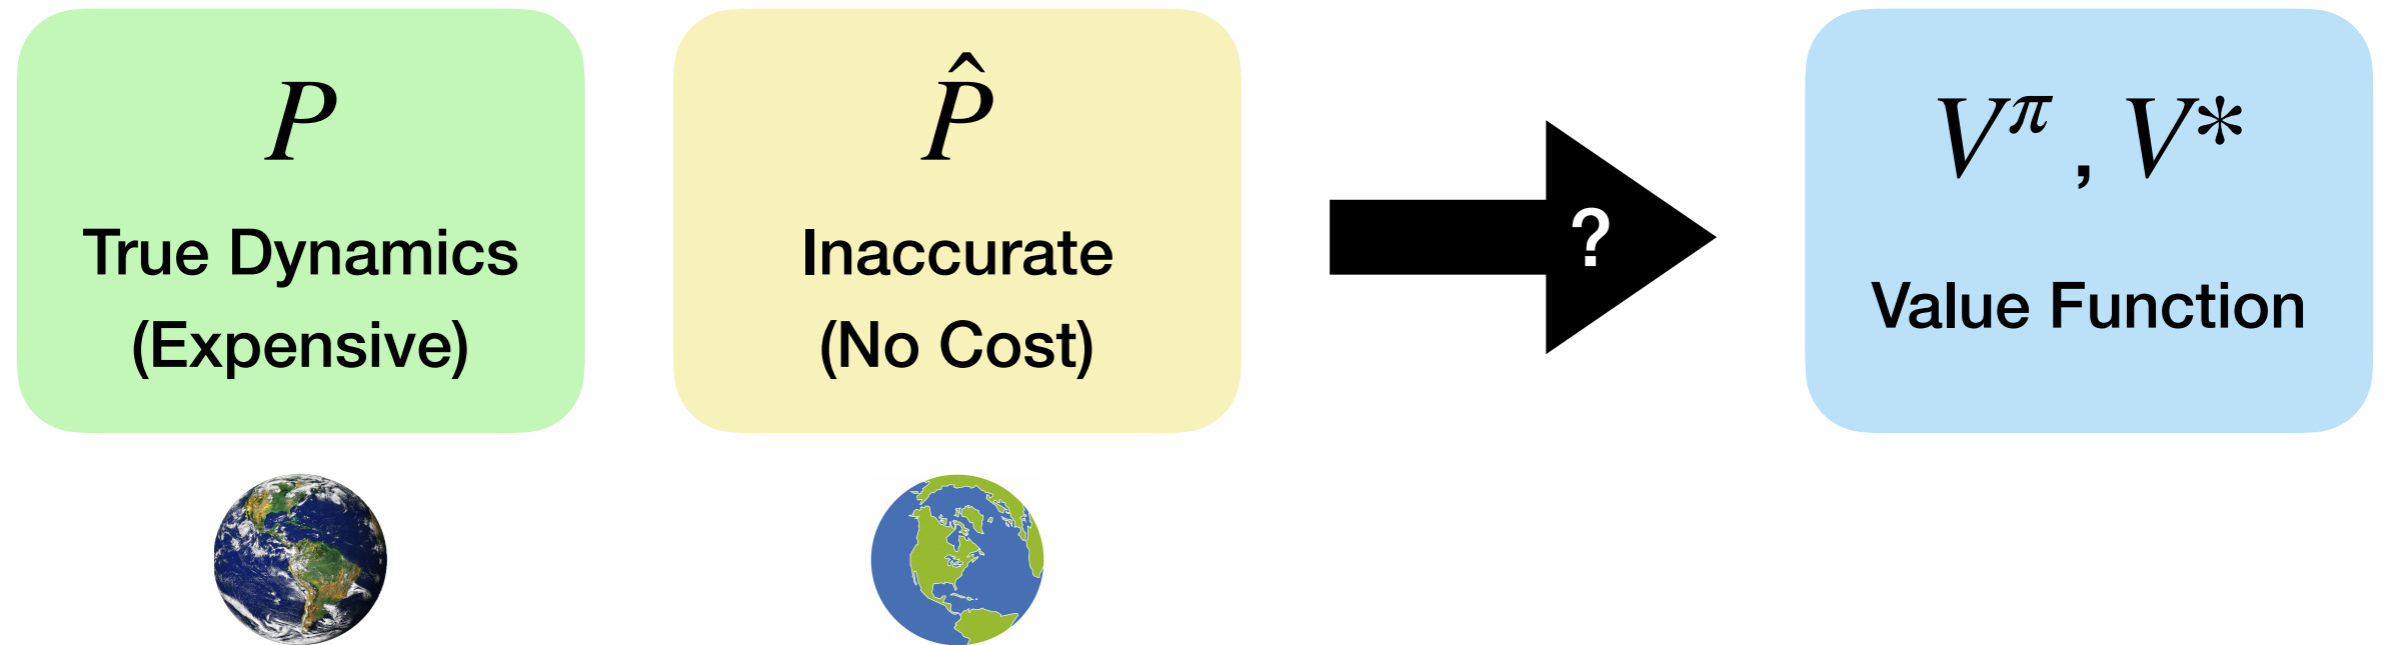 P
True Dynamics
(Expensive)
P̂
Inaccurate
(No Cost)
?
V^π , V*
Value Function